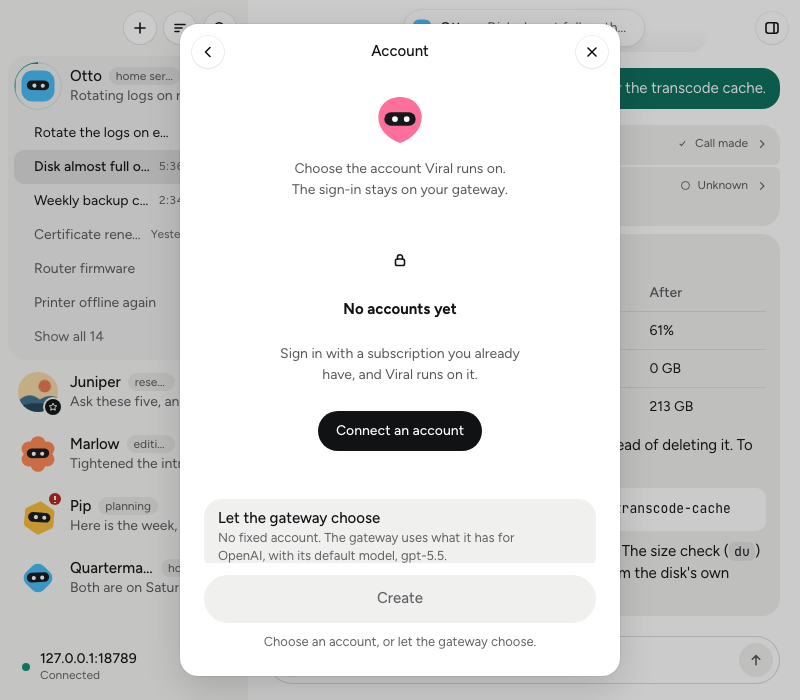 Account
Choose the account Viral runs on.
The sign-in stays on your gateway.
No accounts yet
Sign in with a subscription you already
have, and Viral runs on it.
Connect an account
Let the gateway choose
No fixed account. The gateway uses what it has for
OpenAI, with its default model, gpt-5.5.
Create
Choose an account, or let the gateway choose.
Otto home ser...
Rotating logs on
Rotate the logs on e...
Disk almost full o... 5:36
Weekly backup c... 2:34
Certificate rene... Yeste
Router firmware
Printer offline again
Show all 14
Juniper rese...
Ask these five, an
Marlow editi...
Tightened the intr
Pip planning
Here is the week,
Quarterma...
Both are on Satur
127.0.0.1:18789
Connected
the transcode cache.
Call made
Unknown
After
61%
0 GB
213 GB
ead of deleting it. To
transcode-cache
The size check (du)
m the disk's own